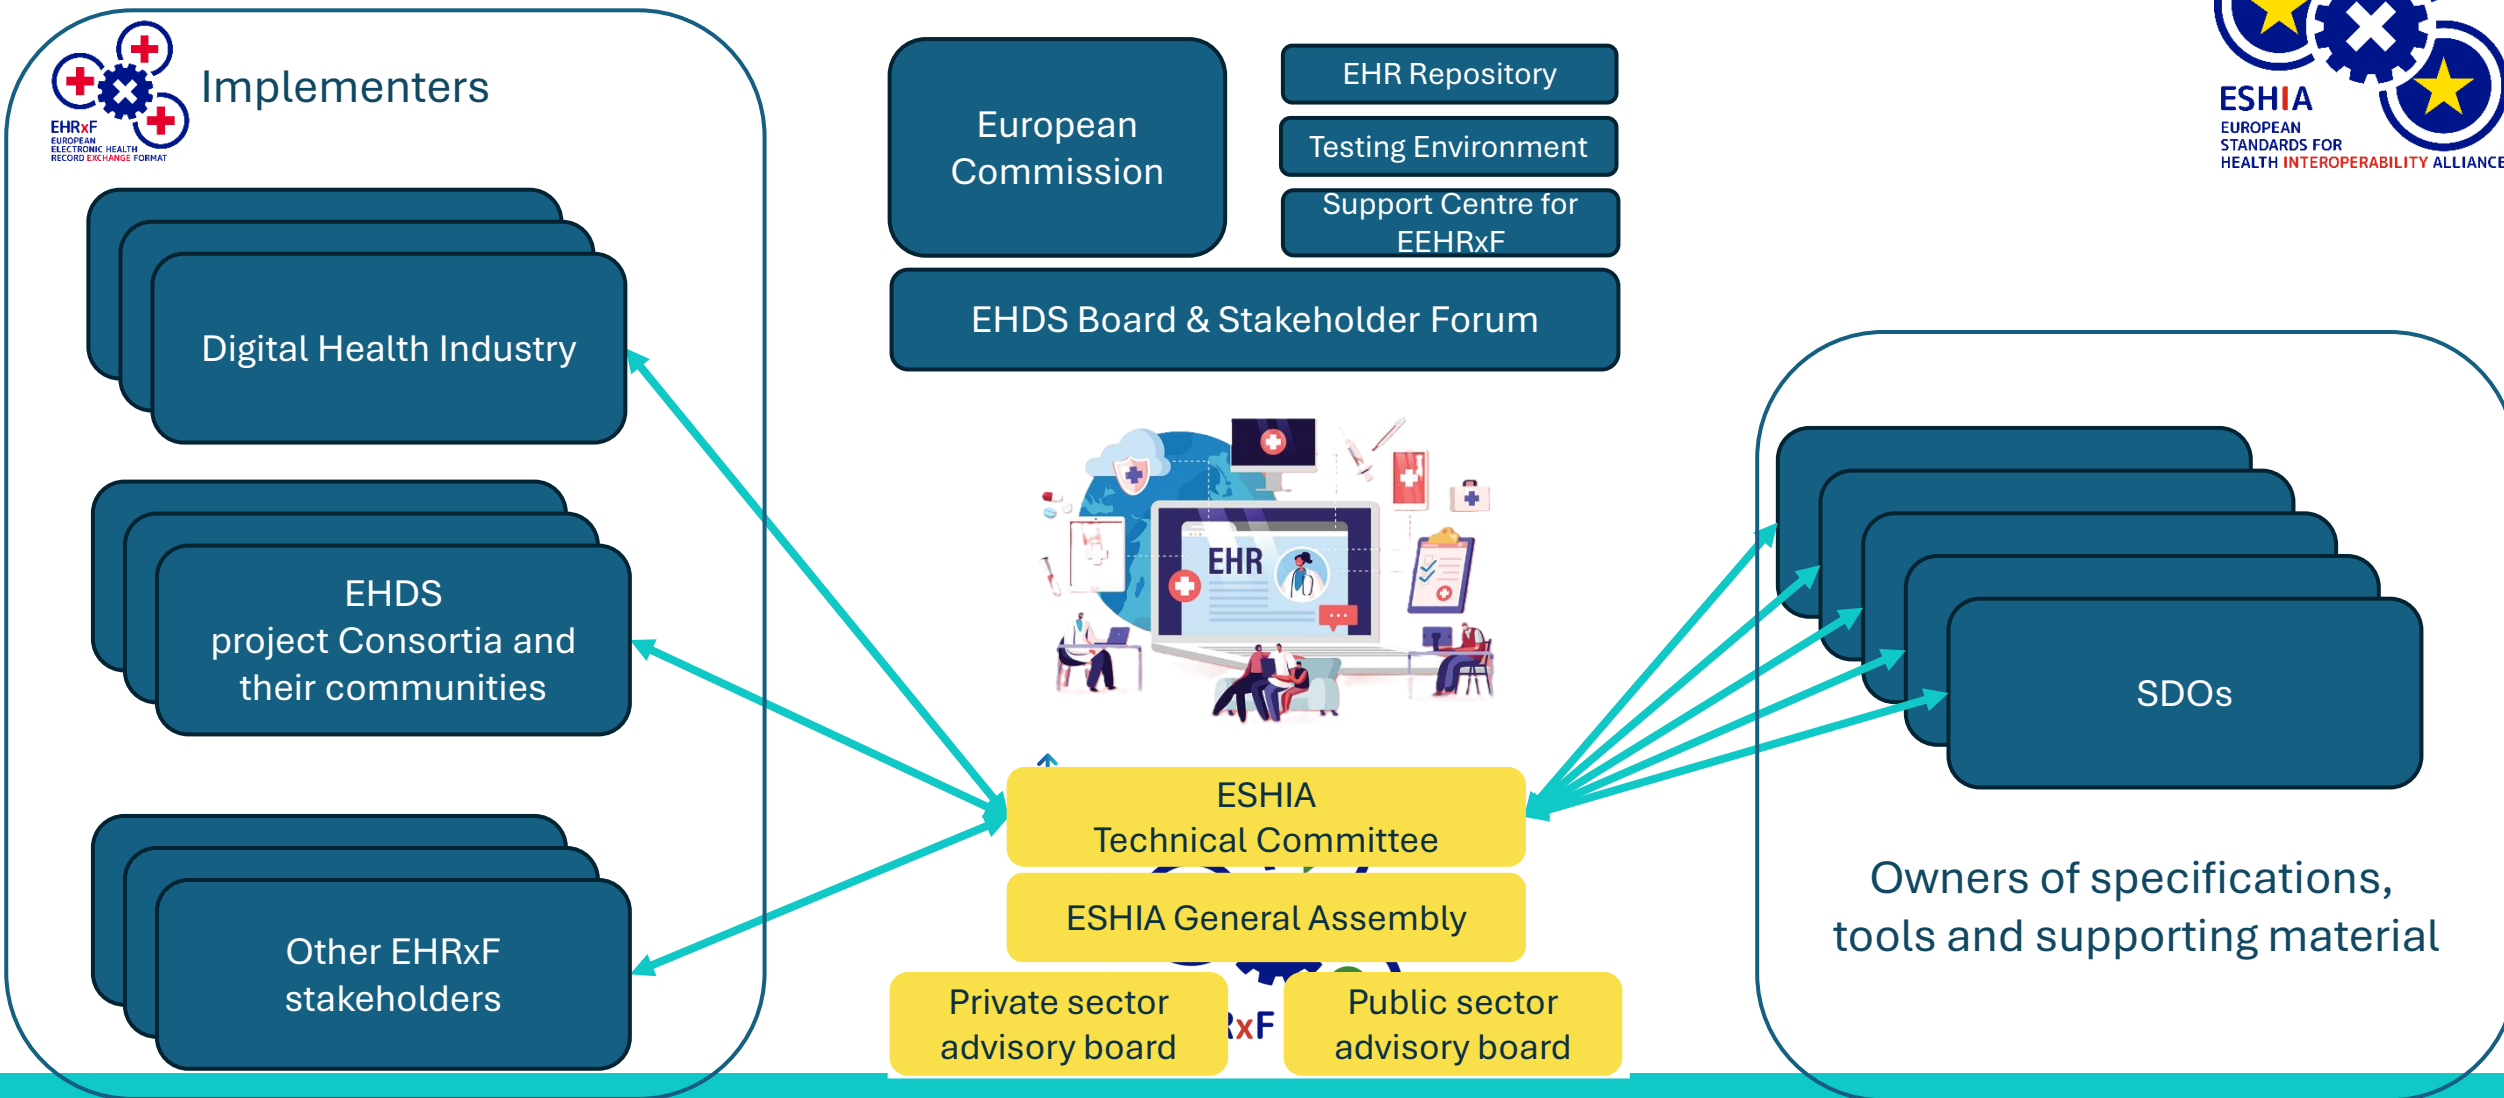 EHRxF
EUROPEAN
ELECTRONIC HEALTH
RECORD EXCHANGE FORMAT
Implementers
Digital Health Industry
EHDS
project Consortia and
their communities
Other EHRxF
stakeholders
European
Commission
EHR Repository
Testing Environment
Support Centre for
EEHRxF
EHDS Board & Stakeholder Forum
EHR
ESHIA
Technical Committee
ESHIA General Assembly
Private sector
advisory board
xF
Public sector
advisory board
ESHIA
EUROPEAN
STANDARDS FOR
HEALTH INTEROPERABILITY ALLIANCE
SDOs
Owners of specifications,
tools and supporting material